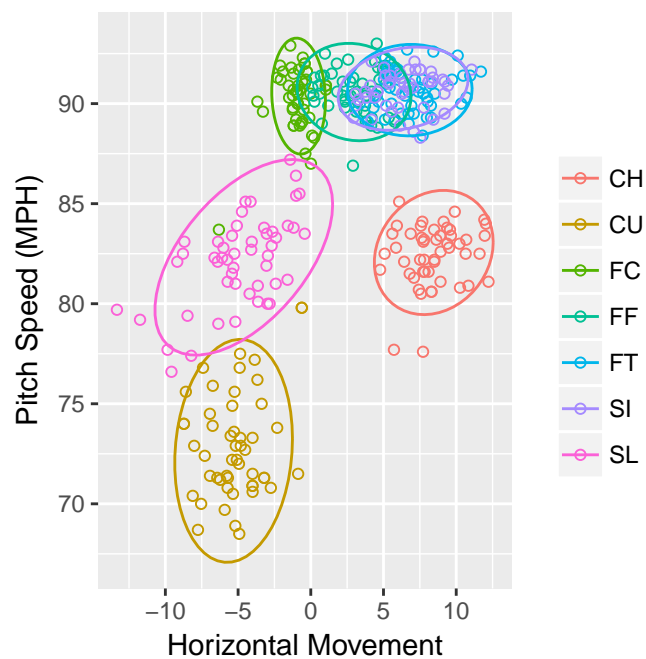 90
85
80
75
70
Pitch Speed (MPH)
−10
−5
0
5
10
Horizontal Movement
CH
CU
FC
FF
FT
SI
SL